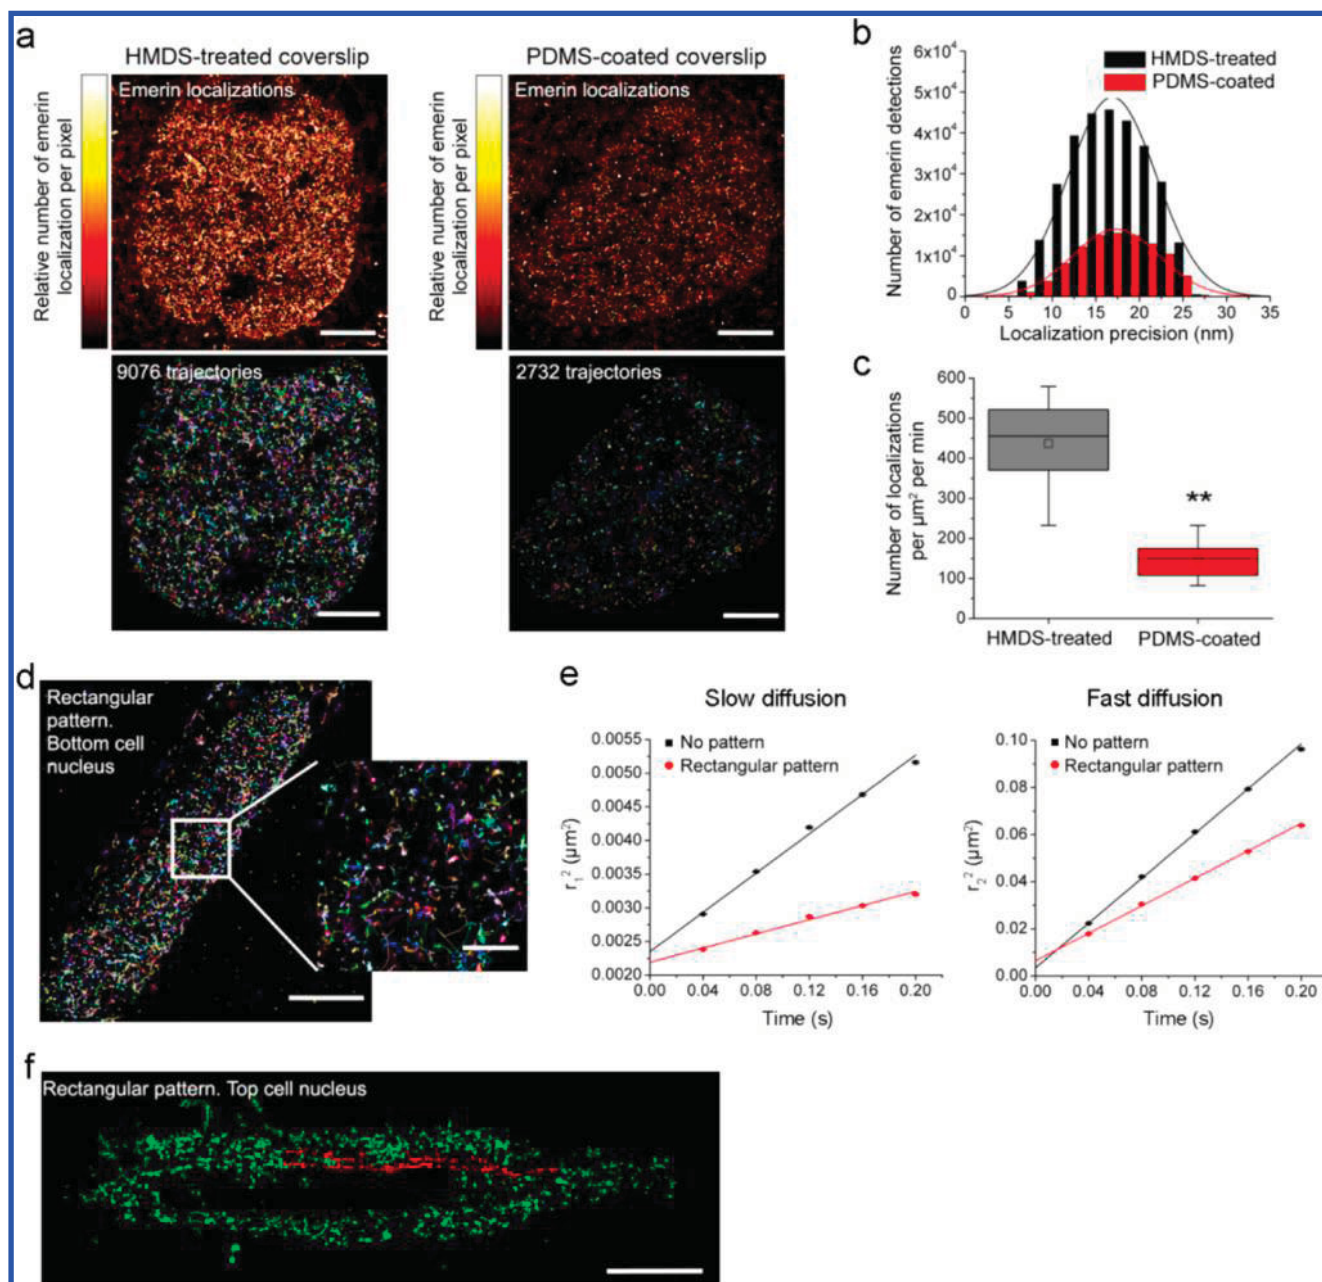 a
HMDS-treated coverslip
PDMS-coated coverslip
Relative number of emerin
localization per pixel
Emerin localizations
Relative number of emerin
localization per pixel
Emerin localizations
9076 trajectories
2732 trajectories
b
HMDS-treated
PDMS-coated
Number of emerin detections
6x10⁴
5x10⁴
4x10⁴
3x10⁴
2x10⁴
1x10⁴
0
0 5 10 15 20 25 30 35
Localization precision (nm)
c
Number of localizations
per µm² per min
600
500
400
300
200
100
0
**
HMDS-treated PDMS-coated
d
Rectangular
pattern.
Bottom cell
nucleus
e
Slow diffusion
No pattern
Rectangular pattern
r₁² (µm²)
0.0055
0.0050
0.0045
0.0040
0.0035
0.0030
0.0025
0.0020
0.00 0.04 0.08 0.12 0.16 0.20
Time (s)
Fast diffusion
No pattern
Rectangular pattern
r₂² (µm²)
0.10
0.08
0.06
0.04
0.02
0.00
0.00 0.04 0.08 0.12 0.16 0.20
Time (s)
f
Rectangular pattern. Top cell nucleus